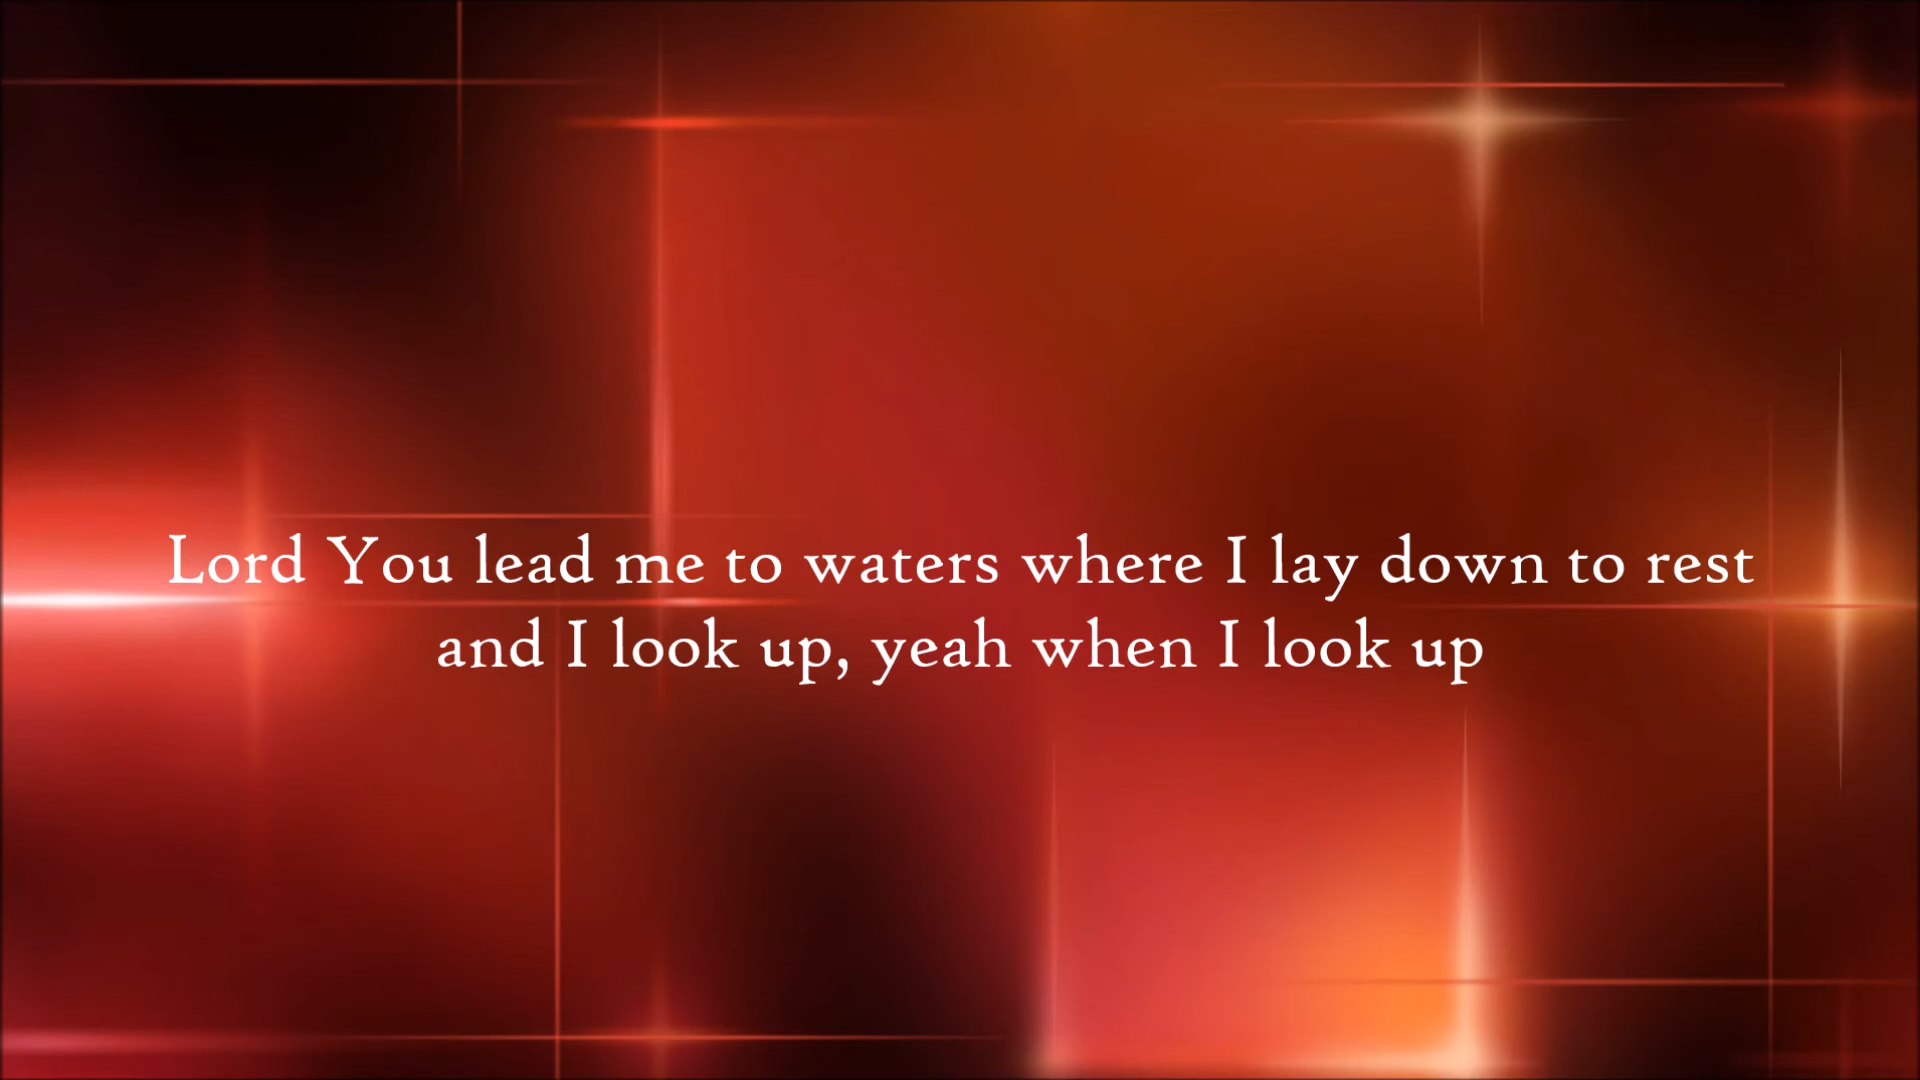 Lord You lead me to waters where I lay down to rest
and I look up, yeah when I look up